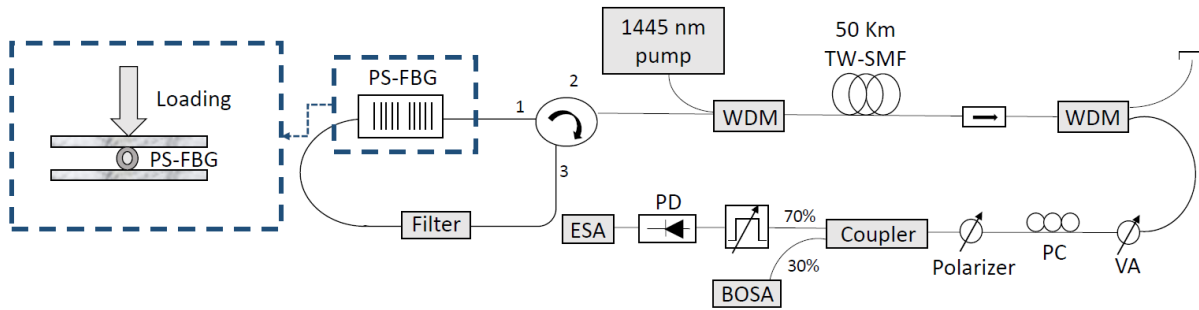 Loading
PS-FBG
PS-FBG
1
2
3
Filter
1445 nm
pump
WDM
50 Km
TW-SMF
WDM
ESA
PD
70%
30%
BOSA
Coupler
Polarizer
PC
VA